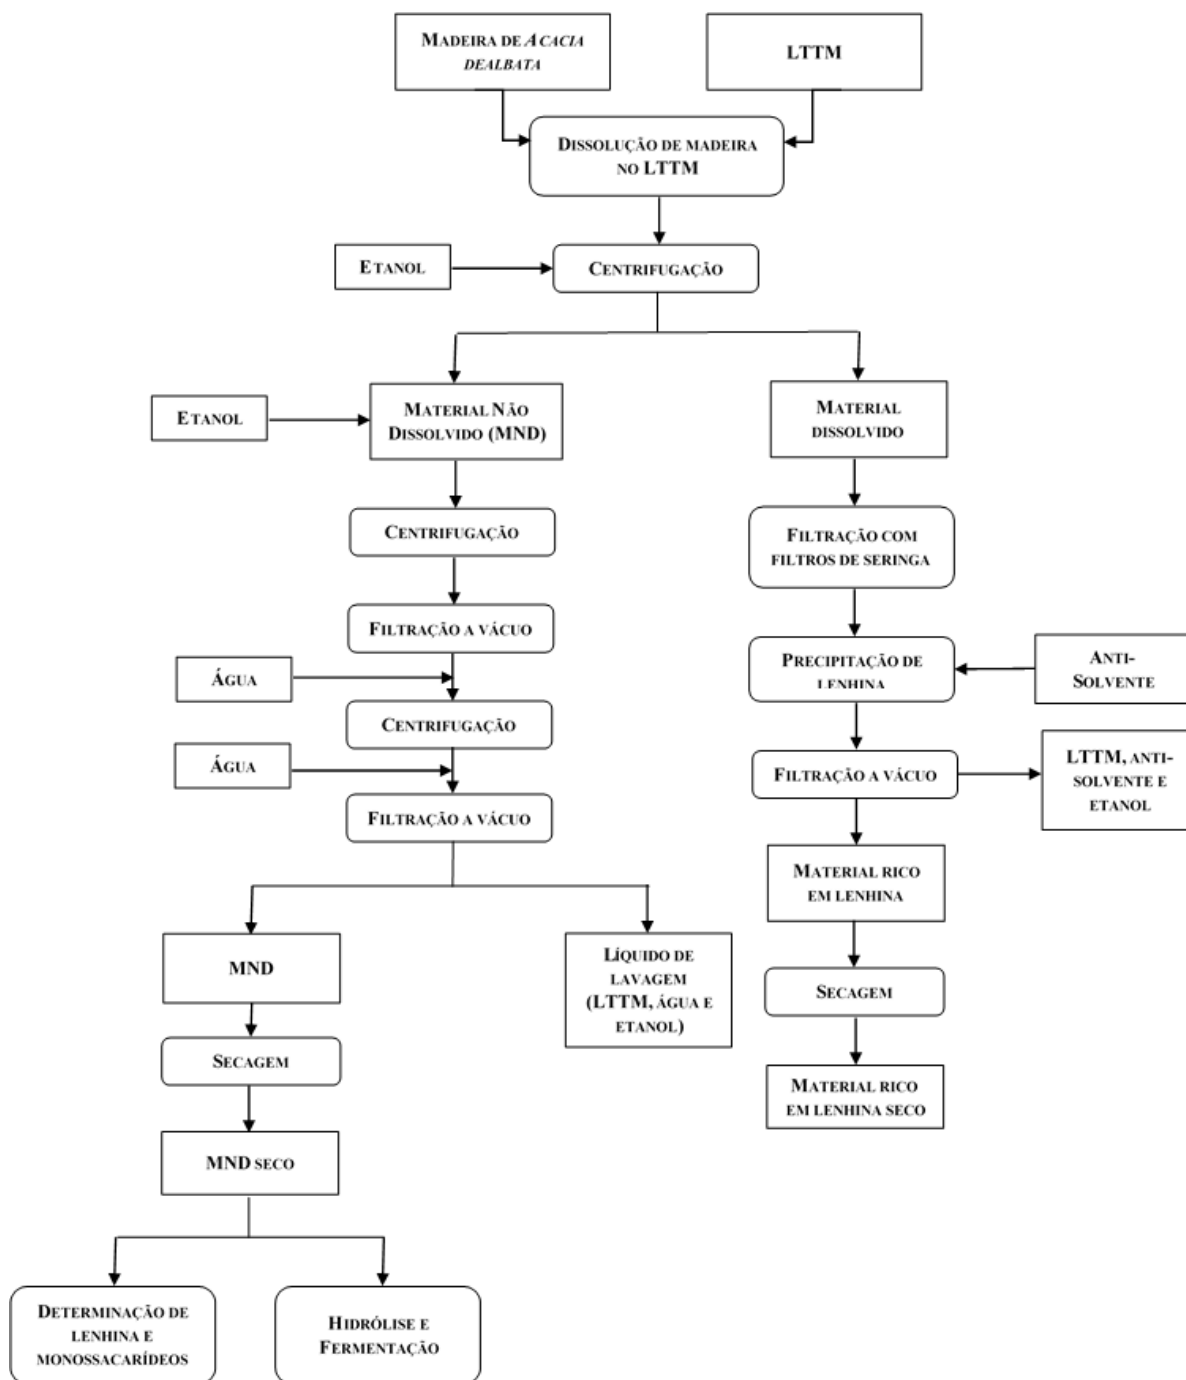 MADEIRA DE ACACIA
DEALBATA
LTTM
DISSOLUÇÃO DE MADEIRA
NO LTTM
ETANOL
CENTRIFUGAÇÃO
ETANOL
MATERIAL NÃO
DISSOLVIDO (MND)
MATERIAL
DISSOLVIDO
CENTRIFUGAÇÃO
FILTRAÇÃO COM
FILTROS DE SERINGA
FILTRAÇÃO A VÁCUO
ÁGUA
PRECIPITAÇÃO DE
LENHINA
ANTI-
SOLVENTE
CENTRIFUGAÇÃO
ÁGUA
FILTRAÇÃO A VÁCUO
LTTM, ANTI-
SOLVENTE E
ETANOL
FILTRAÇÃO A VÁCUO
MATERIAL RICO
EM LENHINA
MND
LÍQUIDO DE
LAVAGEM
(LTTM, ÁGUA E
ETANOL)
SECAGEM
SECAGEM
MATERIAL RICO
EM LENHINA SECO
MND SECO
DETERMINAÇÃO DE
LENHINA E
MONOSSACARÍDEOS
HIDRÓLISE E
FERMENTAÇÃO